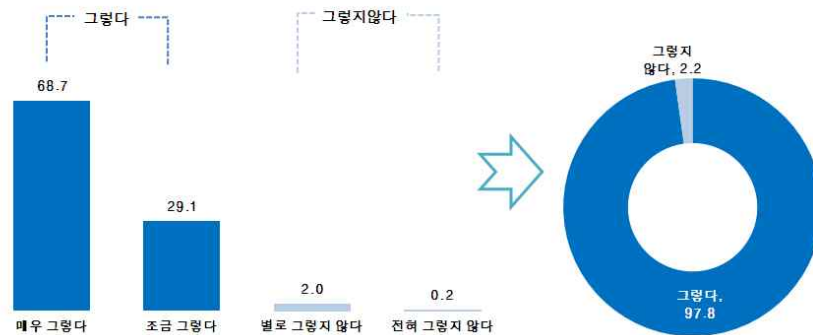 그렇다
그렇지않다
68.7
29.1
2.0
0.2
매우 그렇다
조금 그렇다
별로 그렇지 않다
전혀 그렇지 않다
그렇지
않다, 2.2
그렇다,
97.8